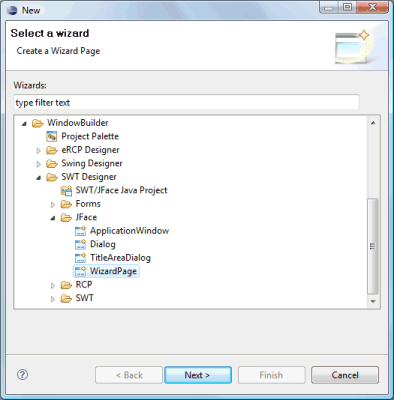 New
Select a wizard
Create a Wizard Page
Wizards:
type filter text
WindowBuilder
Project Palette
eRCP Designer
Swing Designer
SWT Designer
SWT/JFace Java Project
Forms
JFace
ApplicationWindow
Dialog
TitleAreaDialog
WizardPage
RCP
SWT
? < Back Next > Finish Cancel